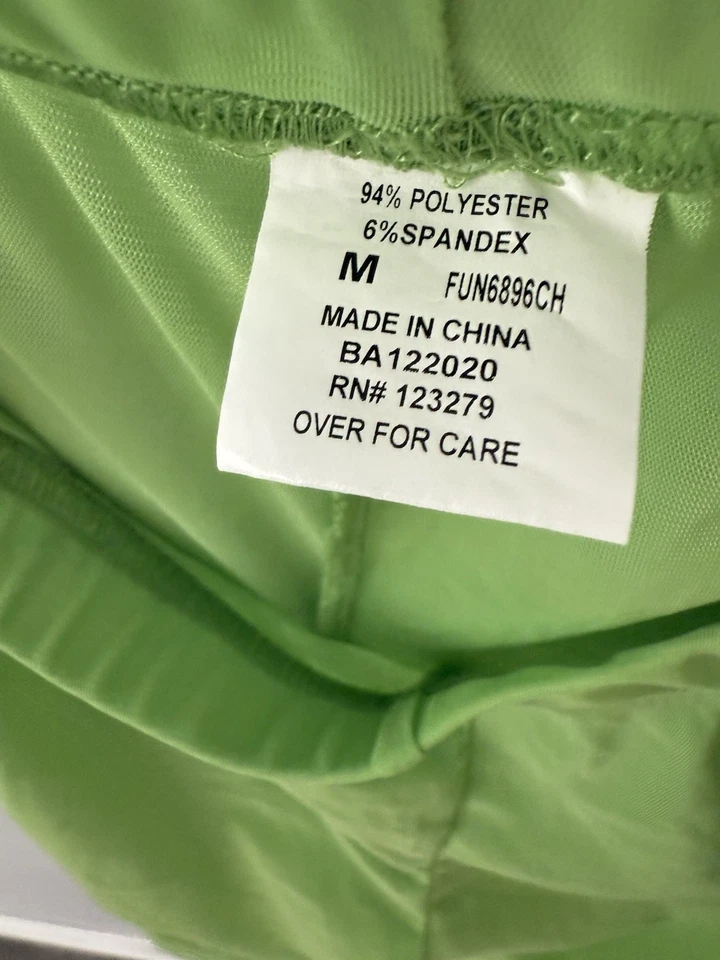 94% POLYESTER
6%SPANDEX
M FUN6896CH
MADE IN CHINA
BA122020
RN# 123279
OVER FOR CARE